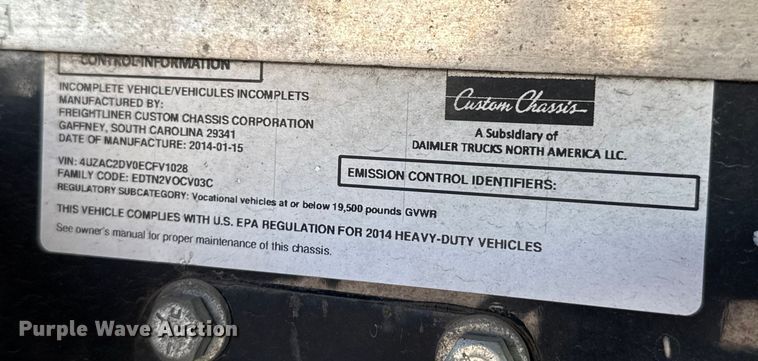 CONTROL INFORMATION
INCOMPLETE VEHICLE/VEHICULES INCOMPLETS
MANUFACTURED BY:
FREIGHTLINER CUSTOM CHASSIS CORPORATION
GAFFNEY, SOUTH CAROLINA 29341
DATE OF MANUFACTURE: 2014-01-15
VIN: 4UZAC2DV0ECFV1028
FAMILY CODE: EDTN2VOCV03C
REGULATORY SUBCATEGORY: Vocational vehicles at or below 19,500 pounds GVWR
THIS VEHICLE COMPLIES WITH U.S. EPA REGULATION FOR 2014 HEAVY-DUTY VEHICLES
See owner's manual for proper maintenance of this chassis.
Custom Chassis
A Subsidiary of
DAIMLER TRUCKS NORTH AMERICA LLC.
EMISSION CONTROL IDENTIFIERS:
Purple Wave Auction